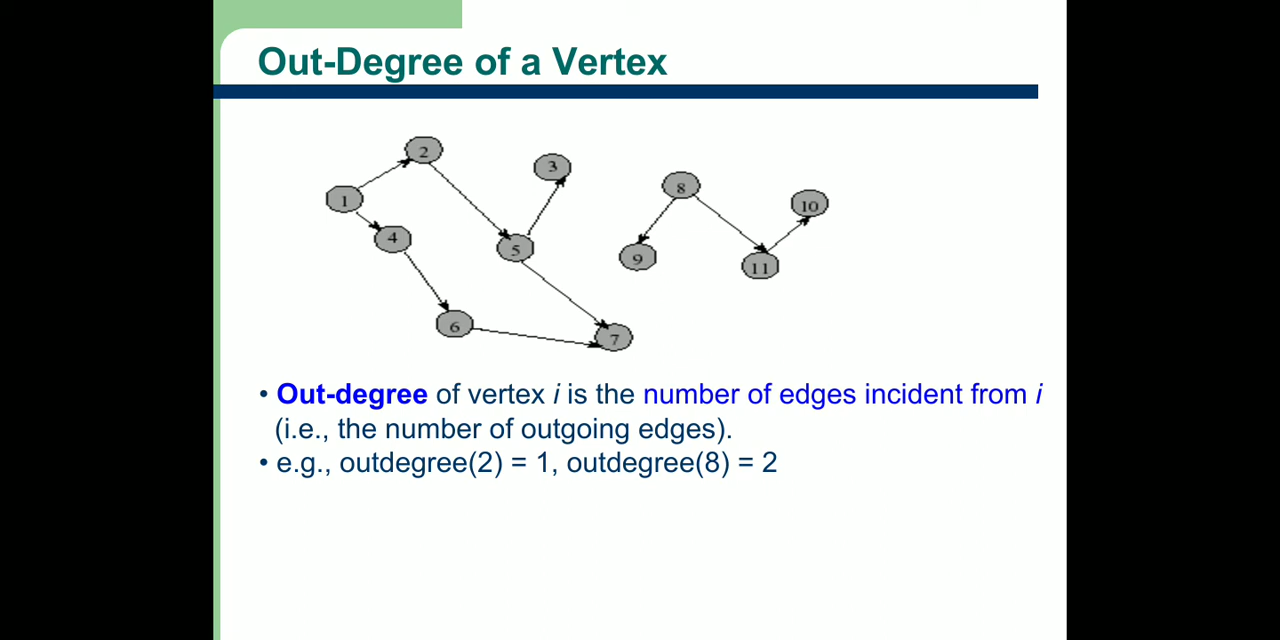 Out-Degree of a Vertex
2
3
1
8
10
4
5
9
11
6
7
• Out-degree of vertex i is the number of edges incident from i
(i.e., the number of outgoing edges).
• e.g., outdegree(2) = 1, outdegree(8) = 2